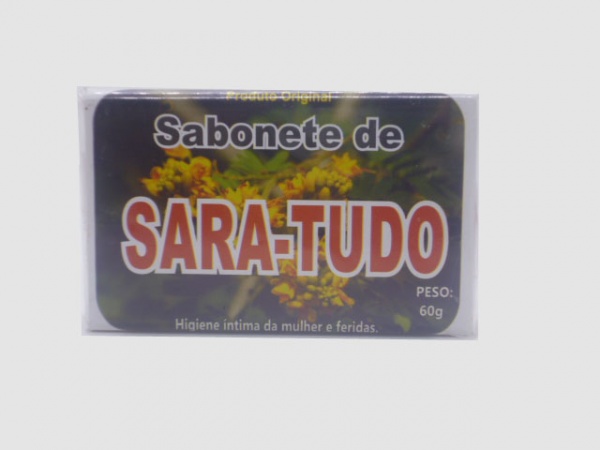 Produto Original
Sabonete de
SARA-TUDO
PESO:
60g
Higiene íntima da mulher e feridas.